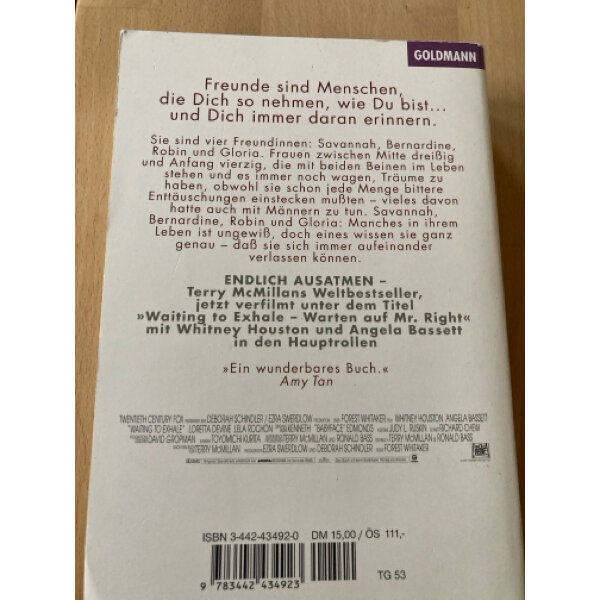 GOLDMANN
Freunde sind Menschen,
die Dich so nehmen, wie Du bist...
und Dich immer daran erinnern.
Sie sind vier Freundinnen: Savannah, Bernardine,
Robin und Gloria. Frauen zwischen Mitte dreißig
und Anfang vierzig, die mit beiden Beinen im Leben
stehen und es immer noch wagen, Träume zu
haben, obwohl sie schon jede Menge bittere
Enttäuschungen einstecken mußten – vieles davon
hatte auch mit Männern zu tun. Savannah,
Bernardine, Robin und Gloria: Manches in ihrem
Leben ist ungewiß, doch eines wissen sie ganz
genau – daß sie sich immer aufeinander
verlassen können.
ENDLICH AUSATMEN –
Terry McMillans Weltbestseller,
jetzt verfilmt unter dem Titel
»Waiting to Exhale – Warten auf Mr. Right«
mit Whitney Houston und Angela Bassett
in den Hauptrollen
»Ein wunderbares Buch.«
Amy Tan
TWENTIETH CENTURY FOX DEBORAH SCHINDLER / EZRA SWERDLOW FOREST WHITAKER WHITNEY HOUSTON ANGELA BASSETT
"WAITING TO EXHALE" LORETTA DEVINE LELA ROCHON KENNETH "BABYFACE" EDMONDS JUDY L. RUSKIN RICHARD CHEW
DAVID GROPMAN TOYOMICHI KURITA TERRY McMILLAN UND RONALD BASS TERRY McMILLAN & RONALD BASS
TERRY McMILLAN EZRA SWERDLOW UND DEBORAH SCHINDLER FOREST WHITAKER
FOX
ISBN 3-442-43492-0 DM 15,00 / ÖS 111,-
9 783442 434923
TG 53